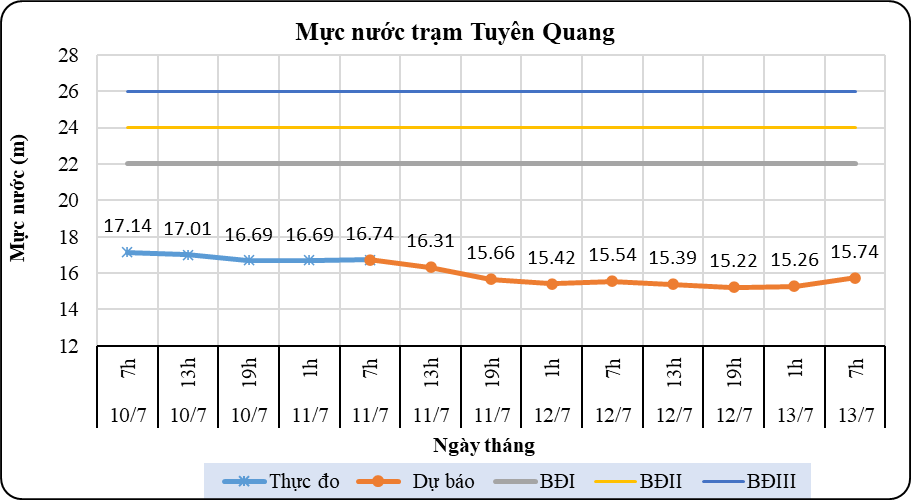 Mực nước trạm Tuyên Quang
Mực nước (m)
28
26
24
22
20
18
16
14
12
17.14 17.01 16.69 16.69 16.74 16.31 15.66 15.42 15.54 15.39 15.22 15.26 15.74
7h 13h 19h 1h 7h 13h 19h 1h 7h 13h 19h 1h 7h
10/7 10/7 10/7 11/7 11/7 11/7 11/7 12/7 12/7 12/7 12/7 13/7 13/7
Ngày tháng
Thực đo Dự báo BĐI BĐII BĐIII